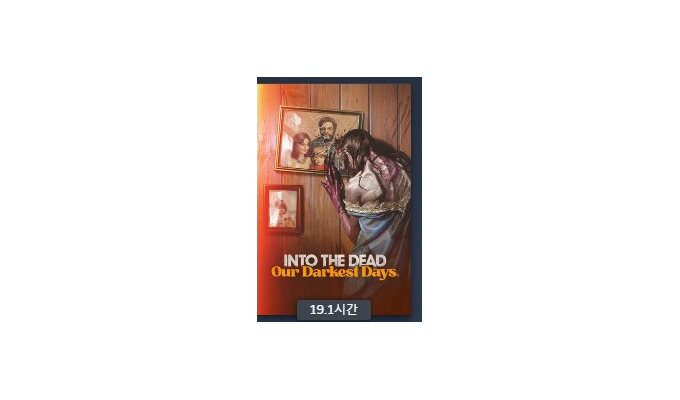 INTO THE DEAD
Our Darkest Days
19.1시간